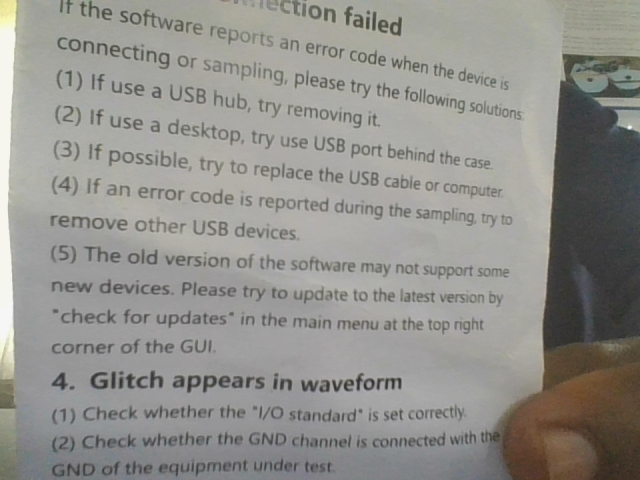 ection failed
If the software reports an error code when the device is
connecting or sampling, please try the following solutions:
(1) If use a USB hub, try removing it.
(2) If use a desktop, try use USB port behind the case.
(3) If possible, try to replace the USB cable or computer.
(4) If an error code is reported during the sampling, try to
remove other USB devices.
(5) The old version of the software may not support some
new devices. Please try to update to the latest version by
"check for updates" in the main menu at the top right
corner of the GUI.
4. Glitch appears in waveform
(1) Check whether the "I/O standard" is set correctly.
(2) Check whether the GND channel is connected with the
GND of the equipment under test.